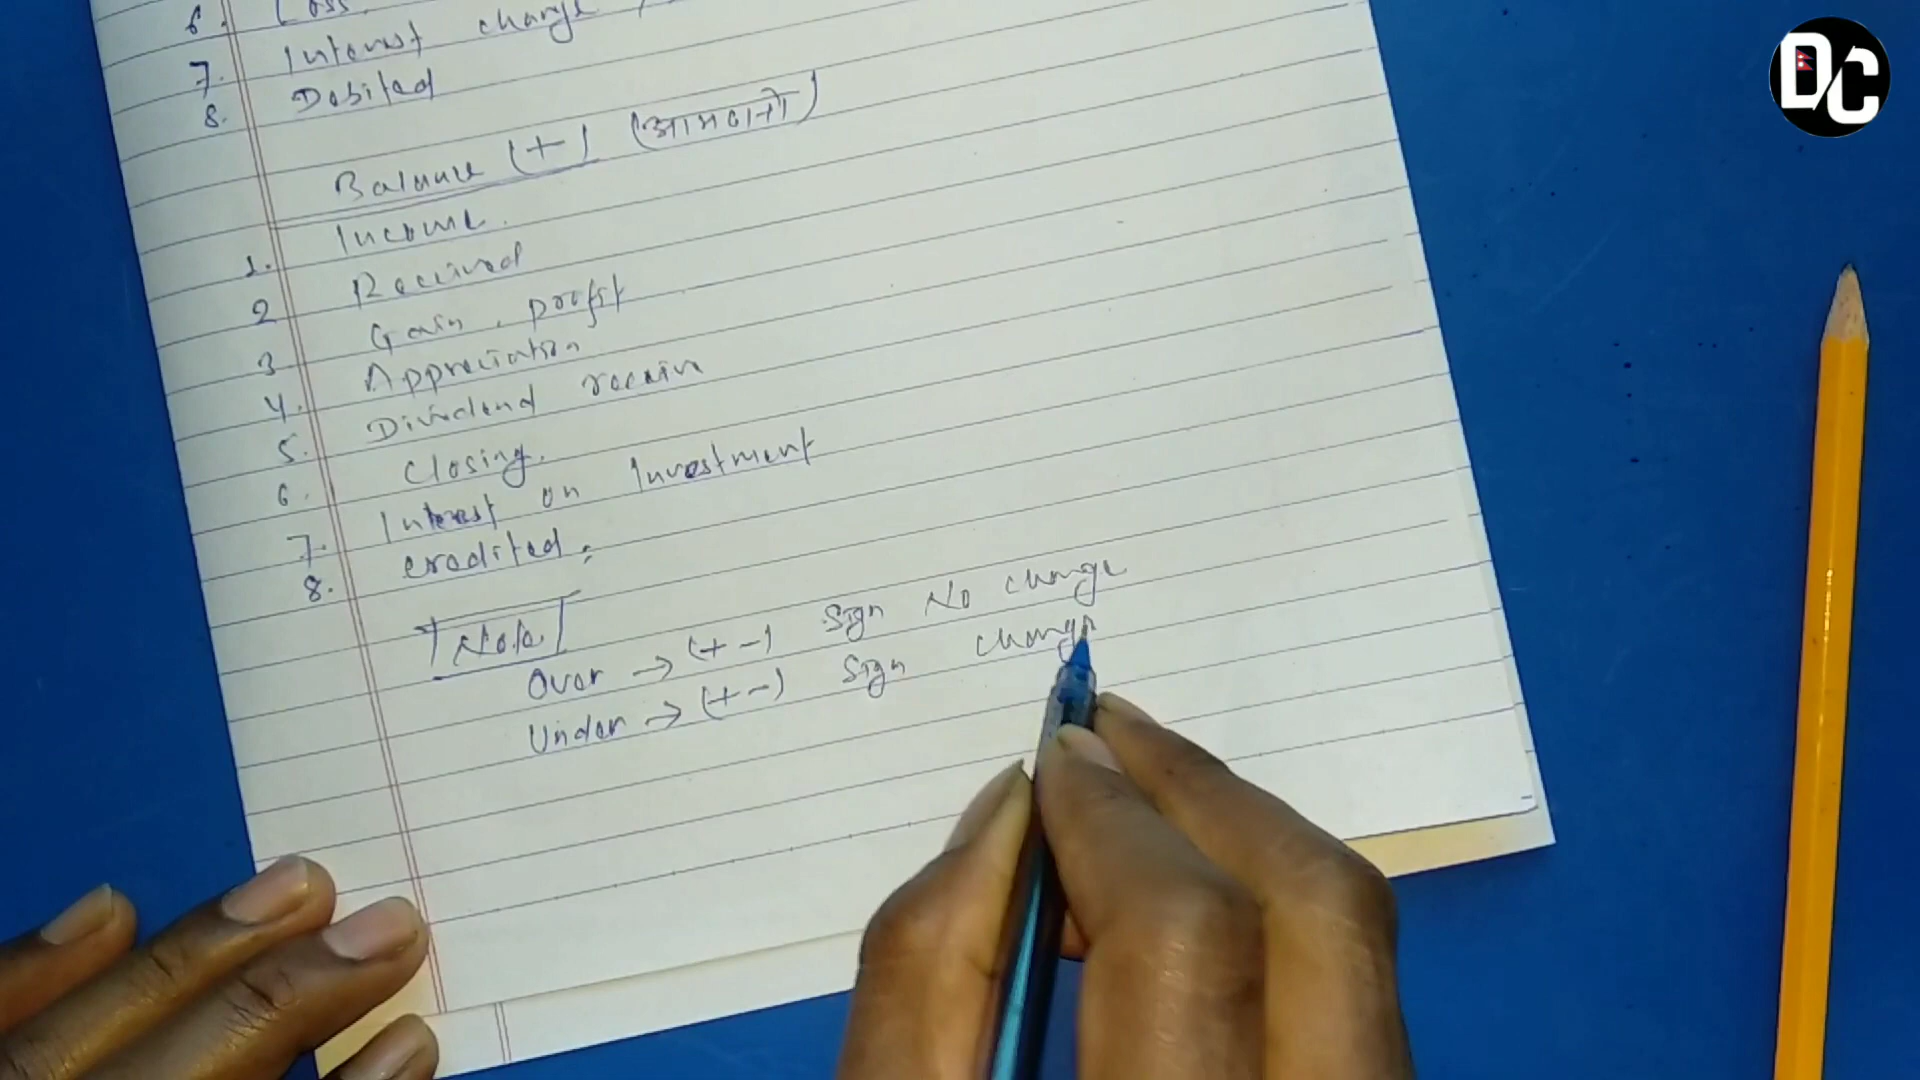 6. Loss
7. Interest charge
8. Debited
Balance (+) (आमदानी)
1. Income.
2 Received
3 Gain, profit
4. Appreciation
5. Dividend receive
6. Closing.
7. Interest on Investment
8. credited.
Note
Over → (+ -) Sign No change
Under → (+ -) Sign change
DC